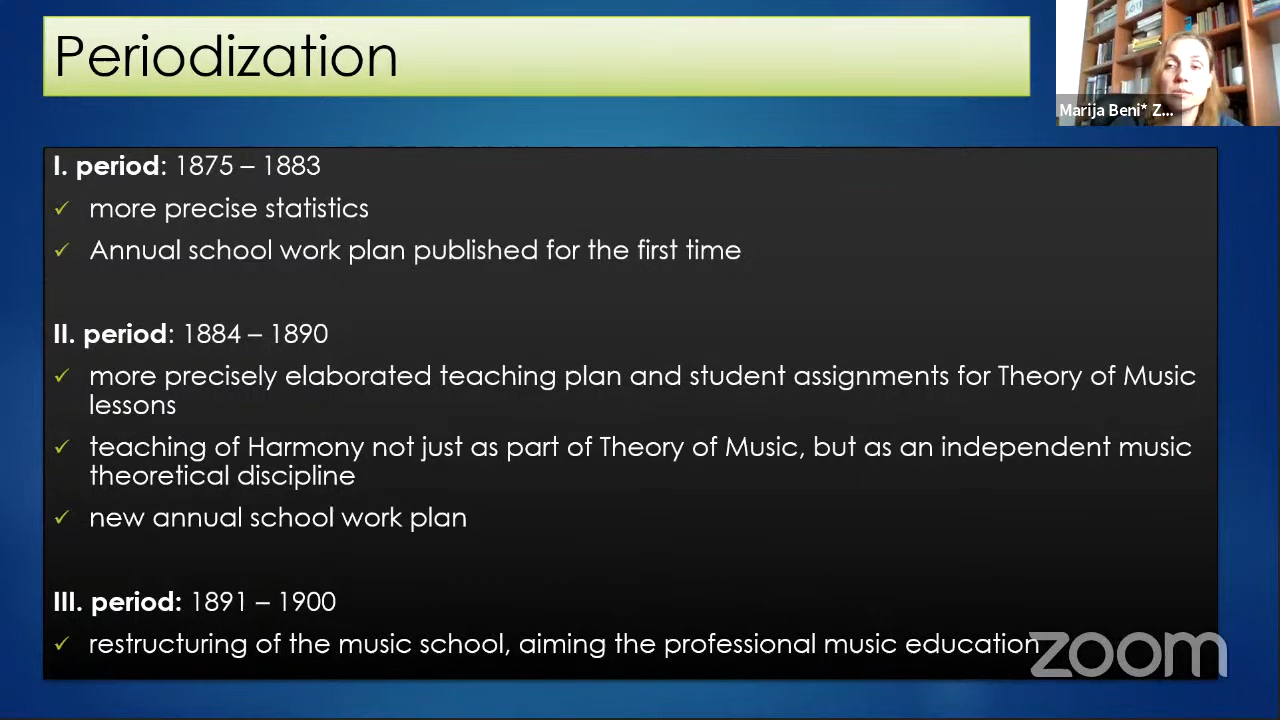 Periodization
Marija Beni* Z...
I. period: 1875 – 1883
✓ more precise statistics
✓ Annual school work plan published for the first time
II. period: 1884 – 1890
✓ more precisely elaborated teaching plan and student assignments for Theory of Music
lessons
✓ teaching of Harmony not just as part of Theory of Music, but as an independent music
theoretical discipline
✓ new annual school work plan
III. period: 1891 – 1900
✓ restructuring of the music school, aiming the professional music education
zoom